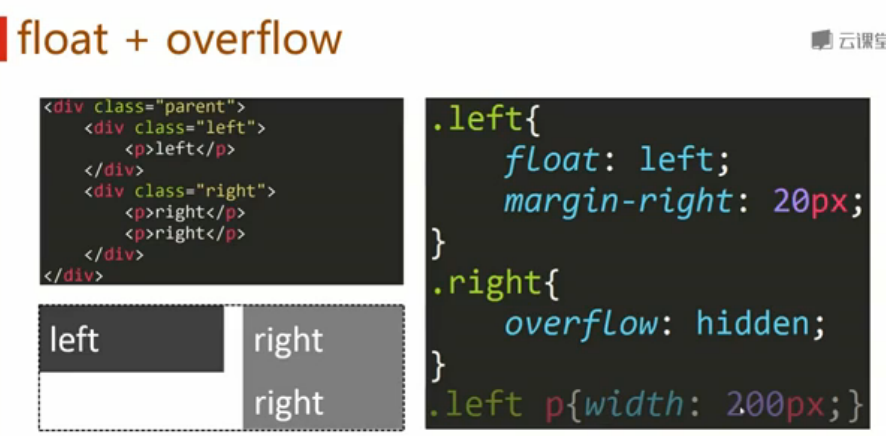 float + overflow
云课堂
<div class="parent">
<div class="left">
<p>left</p>
</div>
<div class="right">
<p>right</p>
<p>right</p>
</div>
</div>
left
right
right
.left{
float: left;
margin-right: 20px;
}
.right{
overflow: hidden;
}
.left p{width: 200px;}